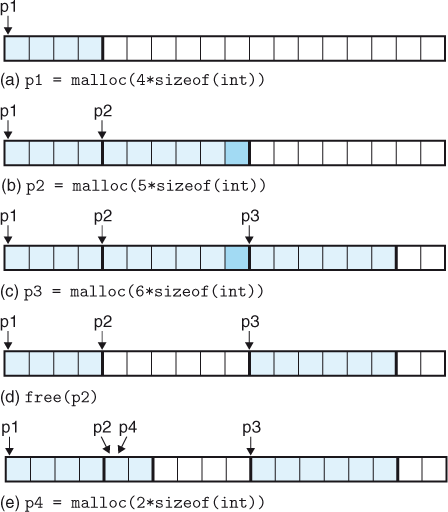 p1
(a) p1 = malloc(4*sizeof(int))
p1 p2
(b) p2 = malloc(5*sizeof(int))
p1 p2 p3
(c) p3 = malloc(6*sizeof(int))
p1 p2 p3
(d) free(p2)
p1 p2 p4 p3
(e) p4 = malloc(2*sizeof(int))